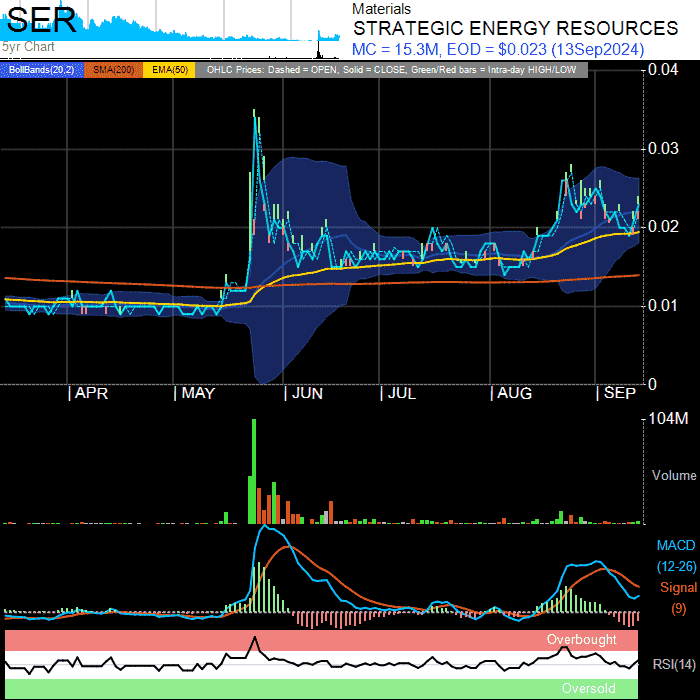 SER
5yr Chart
Materials
STRATEGIC ENERGY RESOURCES
MC = 15.3M, EOD = $0.023 (13Sep2024)
BollBands(20,2) SMA(200) EMA(50) OHLC Prices: Dashed = OPEN, Solid = CLOSE, Green/Red bars = Intra-day HIGH/LOW
0.04
0.03
0.02
0.01
0
| APR | MAY | JUN | JUL | AUG | SEP
104M
Volume
MACD
(12-26)
Signal
(9)
Overbought
RSI(14)
Oversold